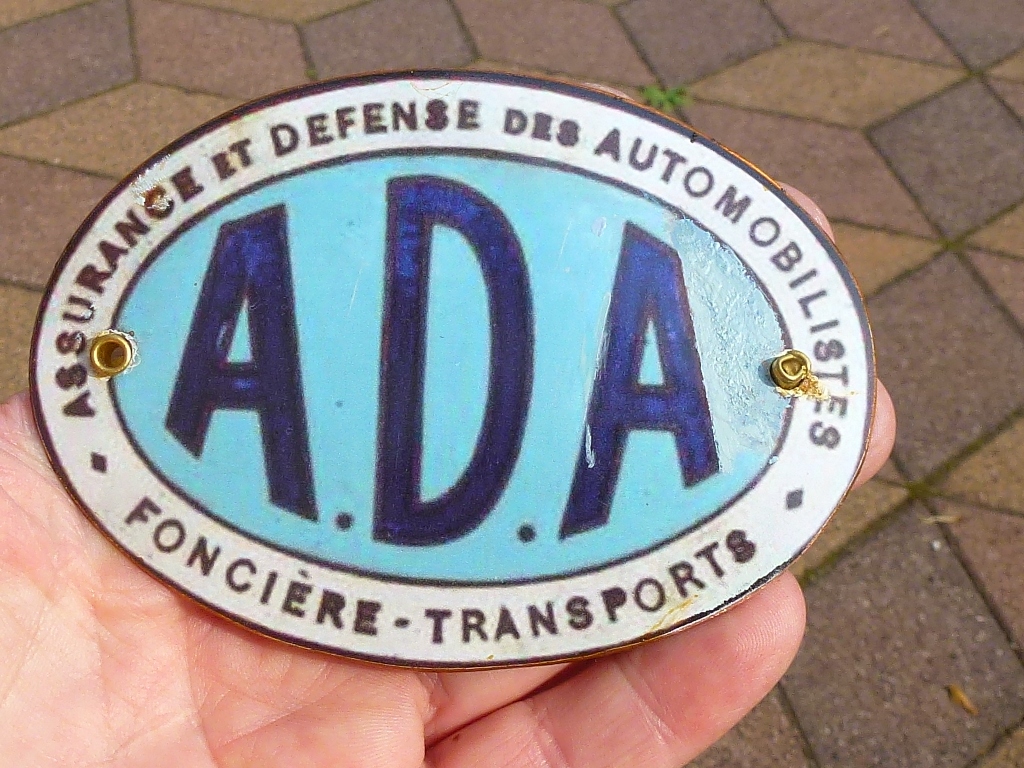 ASSURANCE ET DEFENSE DES AUTOMOBILISTES
A.D.A
FONCIÈRE-TRANSPORTS